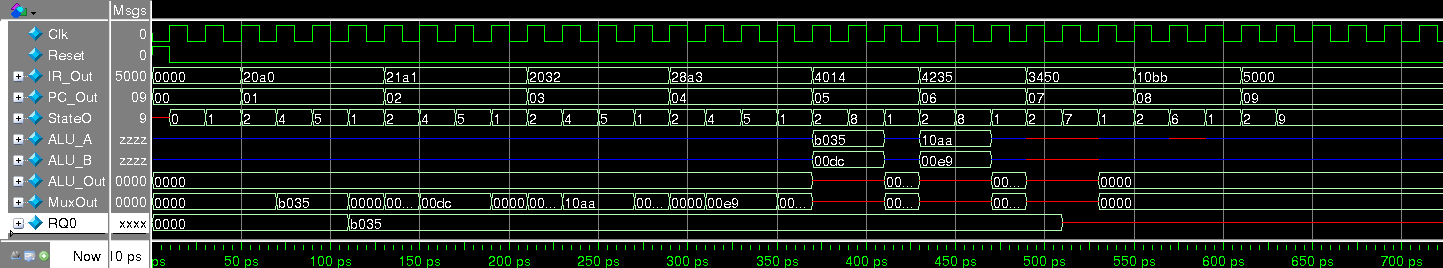 Msgs
Clk 0
Reset 0
IR_Out 5000 0000 20a0 21a1 2032 28a3 4014 4235 3450 10bb 5000
PC_Out 09 00 01 02 03 04 05 06 07 08 09
StateO 9 0 1 2 4 5 1 2 4 5 1 2 4 5 1 2 4 5 1 2 8 1 2 8 1 2 7 1 2 6 1 2 9
ALU_A zzzz b035 10aa
ALU_B zzzz 00dc 00e9
ALU_Out 0000 0000 00... 00... 0000
MuxOut 0000 0000 b035 0000 00... 00dc 0000 00... 10aa 00... 0000 00e9 00... 00... 00... 0000
RQ0 xxxx 0000 b035
Now 10 ps ps 50 ps 100 ps 150 ps 200 ps 250 ps 300 ps 350 ps 400 ps 450 ps 500 ps 550 ps 600 ps 650 ps 700 ps